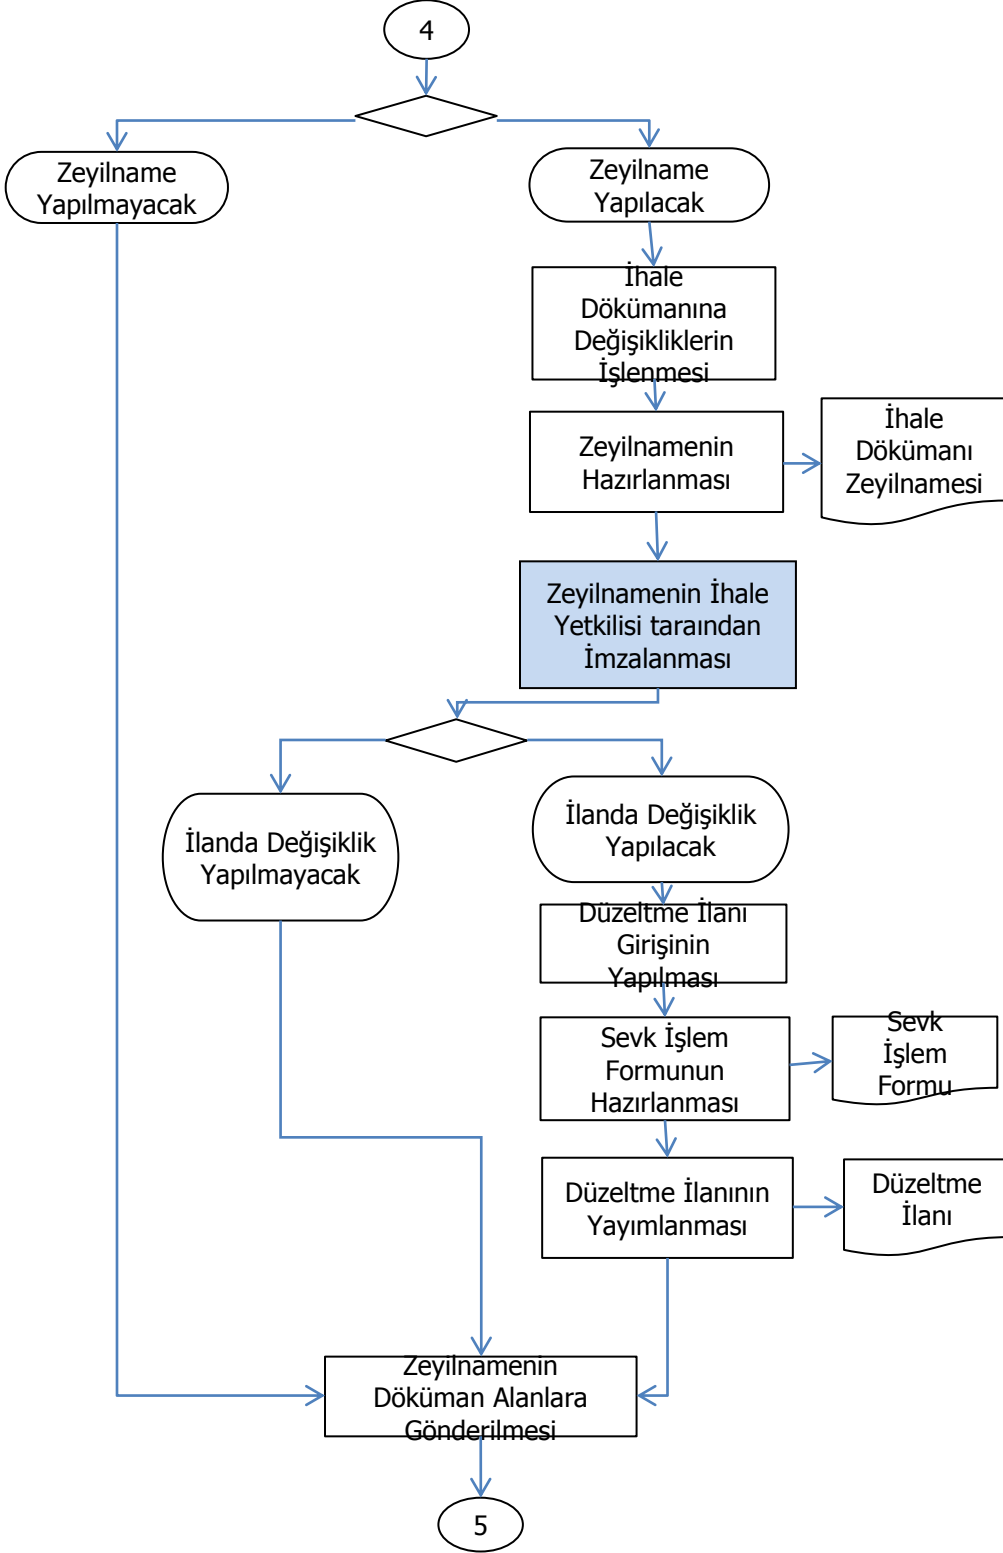 4
Zeyilname
Yapılmayacak
Zeyilname
Yapılacak
İhale
Dökümanına
Değişikliklerin
İşlenmesi
Zeyilnamenin
Hazırlanması
İhale
Dökümanı
Zeyilnamesi
Zeyilnamenin İhale
Yetkilisi taraından
İmzalanması
İlanda Değişiklik
Yapılmayacak
İlanda Değişiklik
Yapılacak
Düzeltme İlanı
Girişinin
Yapılması
Sevk İşlem
Formunun
Hazırlanması
Sevk
İşlem
Formu
Düzeltme İlanının
Yayımlanması
Düzeltme
İlanı
Zeyilnamenin
Döküman Alanlara
Gönderilmesi
5